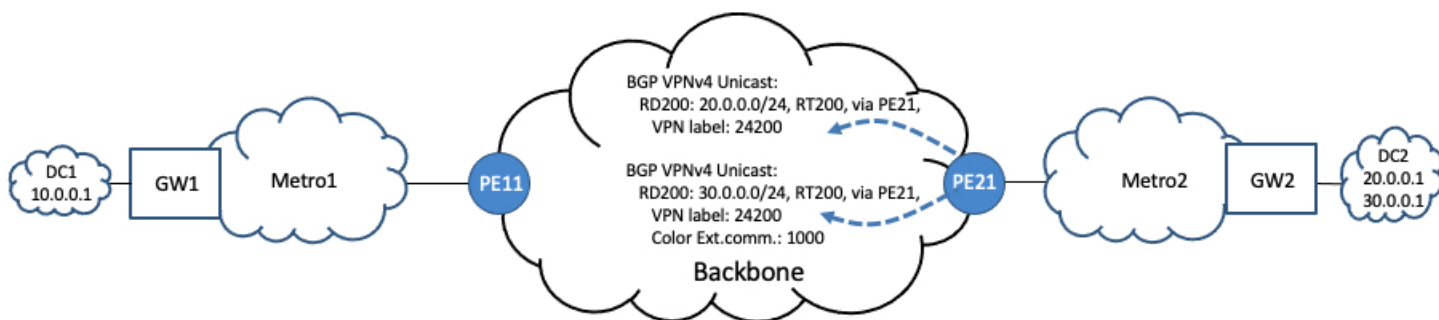 BGP VPNv4 Unicast:
RD200: 20.0.0.0/24, RT200, via PE21,
VPN label: 24200
BGP VPNv4 Unicast:
RD200: 30.0.0.0/24, RT200, via PE21,
VPN label: 24200
Color Ext.comm.: 1000
Backbone
DC1
10.0.0.1
GW1
Metro1
PE11
PE21
Metro2
GW2
DC2
20.0.0.1
30.0.0.1